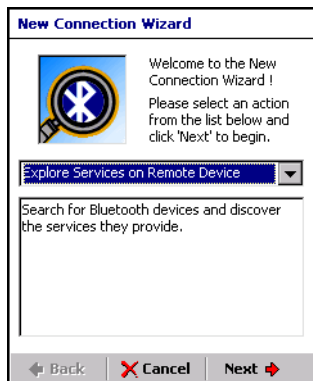 New Connection Wizard
Welcome to the New
Connection Wizard !
Please select an action
from the list below and
click 'Next' to begin.
Explore Services on Remote Device
Search for Bluetooth devices and discover
the services they provide.
Back Cancel Next